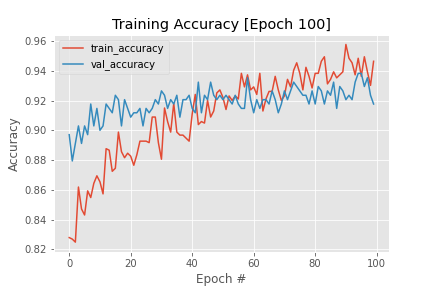 Training Accuracy [Epoch 100]
train_accuracy
val_accuracy
0.96
0.94
0.92
0.90
0.88
0.86
0.84
0.82
Accuracy
0 20 40 60 80 100
Epoch #